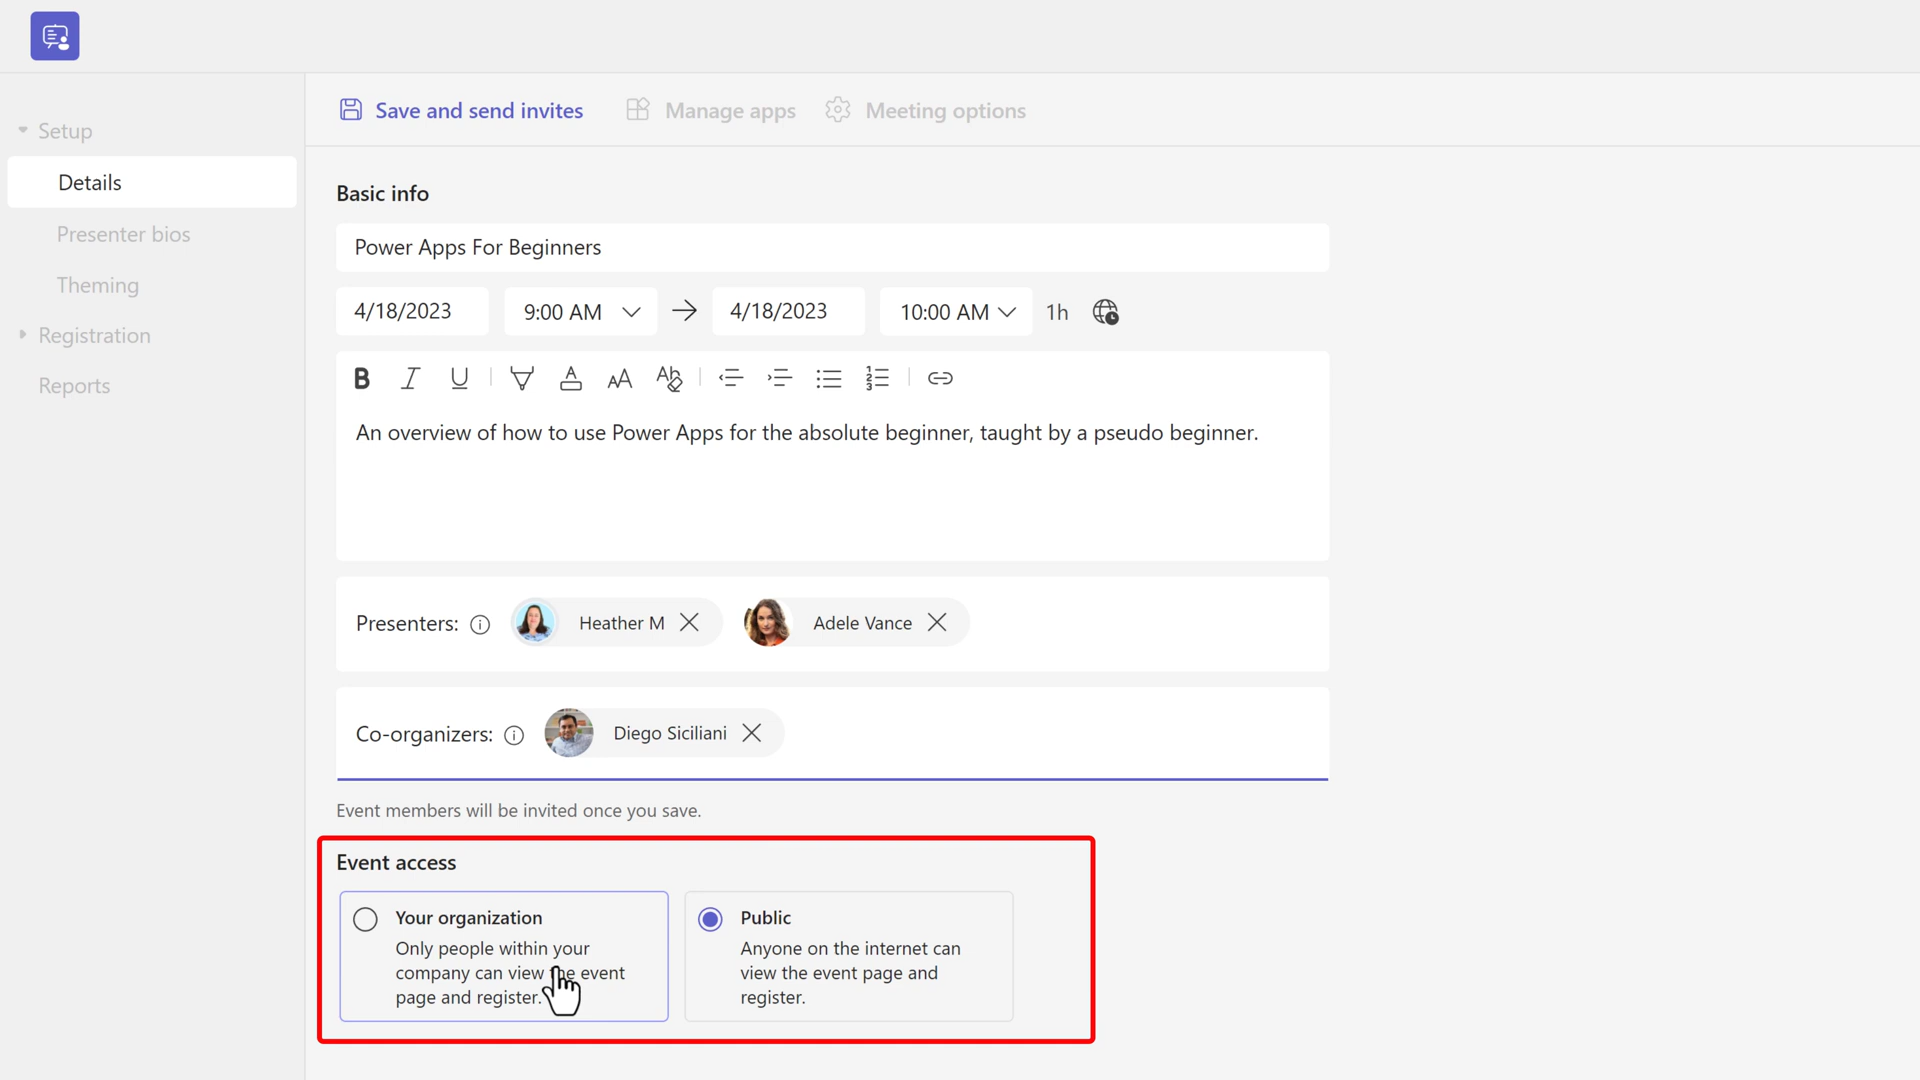 Save and send invites
Manage apps
Meeting options
Setup
Details
Presenter bios
Theming
Registration
Reports
Basic info
Power Apps For Beginners
4/18/2023
9:00 AM
4/18/2023
10:00 AM
1h
An overview of how to use Power Apps for the absolute beginner, taught by a pseudo beginner.
Presenters:
Heather M
Adele Vance
Co-organizers:
Diego Siciliani
Event members will be invited once you save.
Event access
Your organization
Only people within your
company can view the event
page and register.
Public
Anyone on the internet can
view the event page and
register.